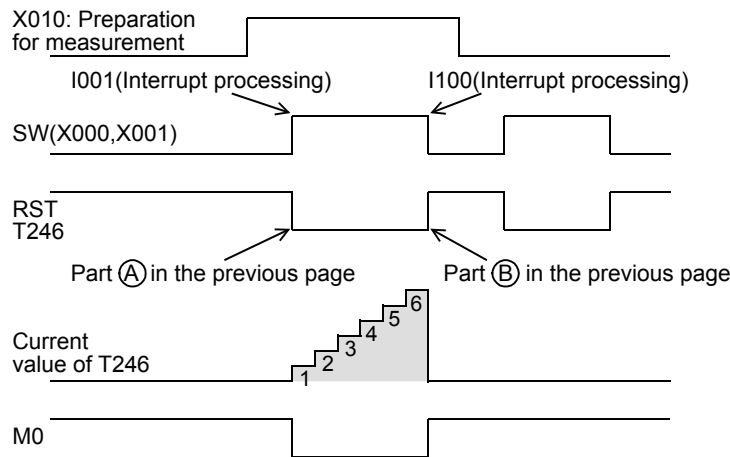 X010: Preparation
for measurement
I001(Interrupt processing)
I100(Interrupt processing)
SW(X000,X001)
RST
T246
Part Ⓐ in the previous page
Part Ⓑ in the previous page
Current
value of T246
1
2
3
4
5
6
M0